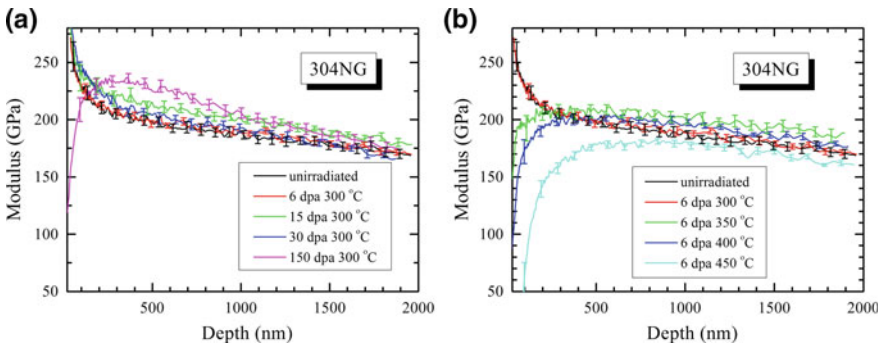 (a)
304NG
Modulus (GPa)
250
200
150
100
50
unirradiated
6 dpa 300 °C
15 dpa 300 °C
30 dpa 300 °C
150 dpa 300 °C
500
1000
1500
2000
Depth (nm)
(b)
304NG
Modulus (GPa)
250
200
150
100
50
unirradiated
6 dpa 300 °C
6 dpa 350 °C
6 dpa 400 °C
6 dpa 450 °C
500
1000
1500
2000
Depth (nm)